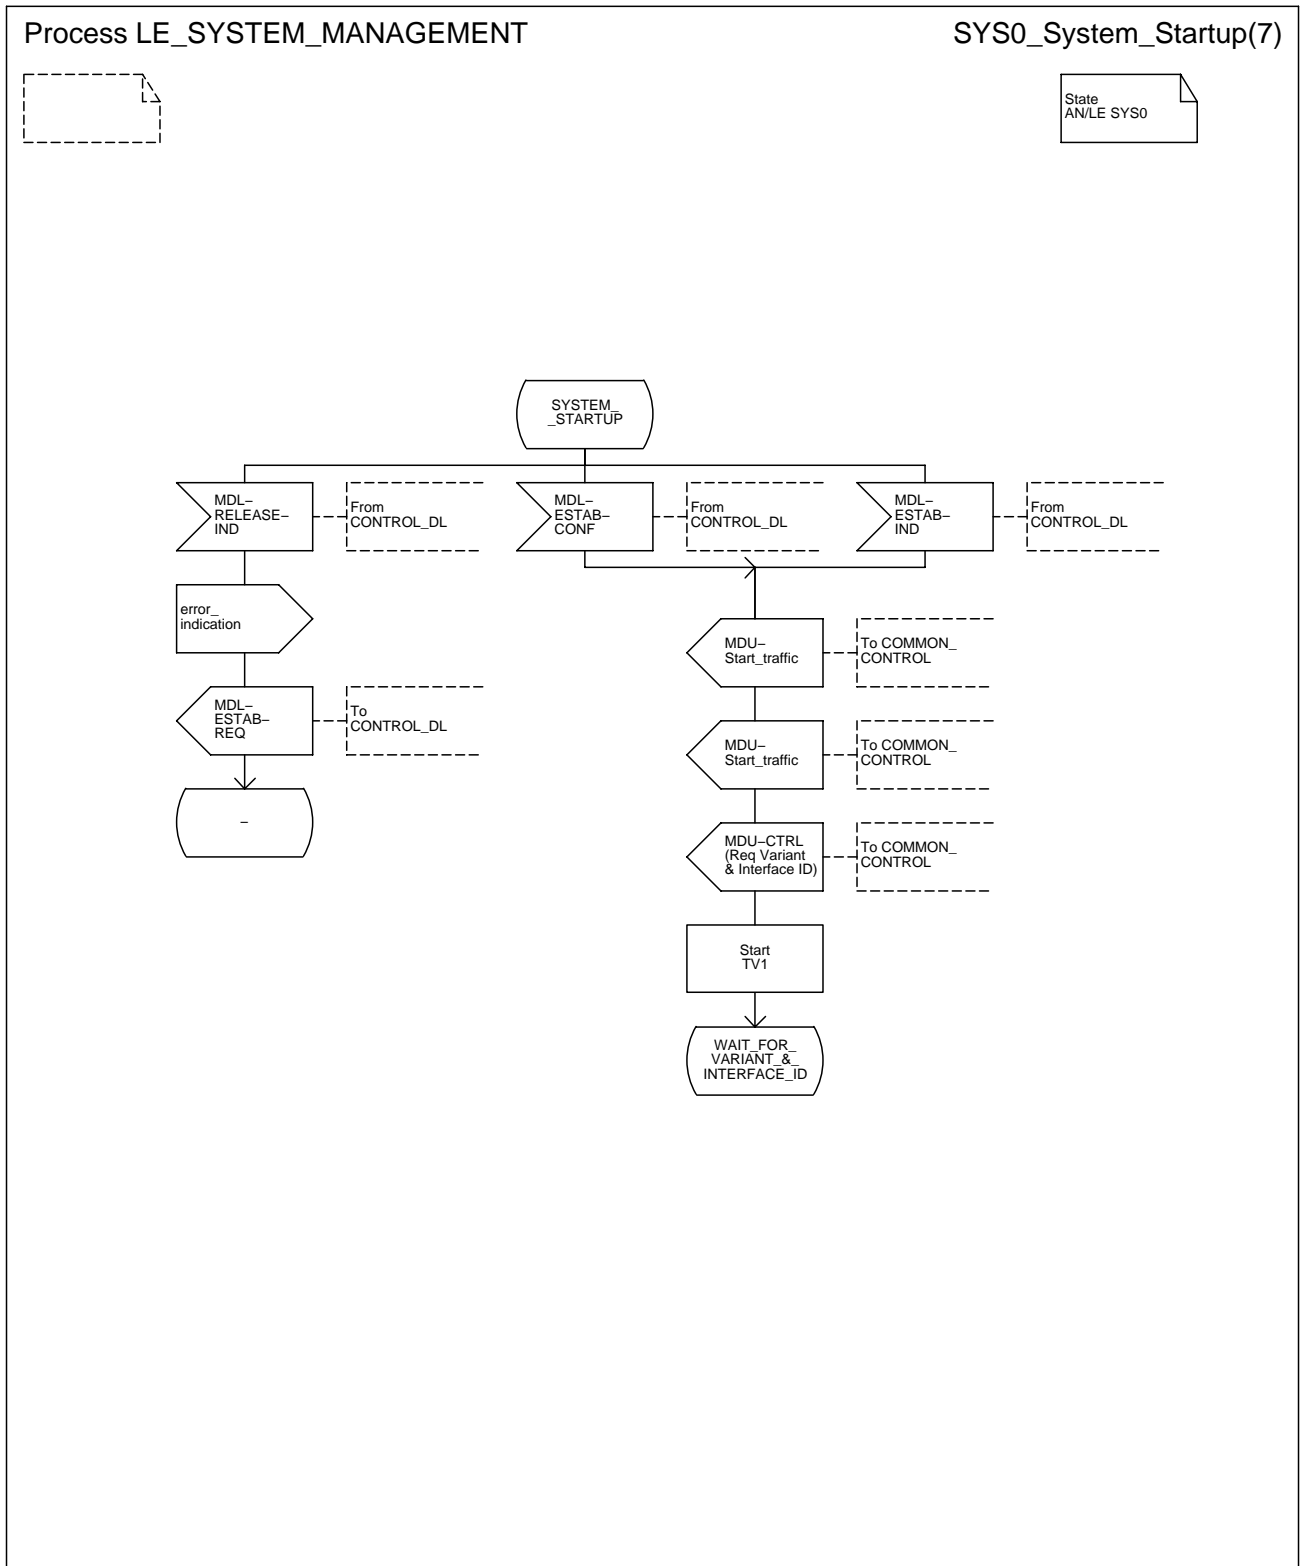 Process LE_SYSTEM_MANAGEMENT
SYS0_System_Startup(7)
State
AN/LE SYS0
SYSTEM_
_STARTUP
MDL–
RELEASE–
IND
From
CONTROL_DL
MDL–
ESTAB–
CONF
From
CONTROL_DL
MDL–
ESTAB–
IND
From
CONTROL_DL
error_
indication
MDL–
ESTAB–
REQ
To
CONTROL_DL
–
MDU–
Start_traffic
To COMMON_
CONTROL
MDU–
Start_traffic
To COMMON_
CONTROL
MDU–CTRL
(Req Variant
& Interface ID)
To COMMON_
CONTROL
Start
TV1
WAIT_FOR_
VARIANT_&_
INTERFACE_ID